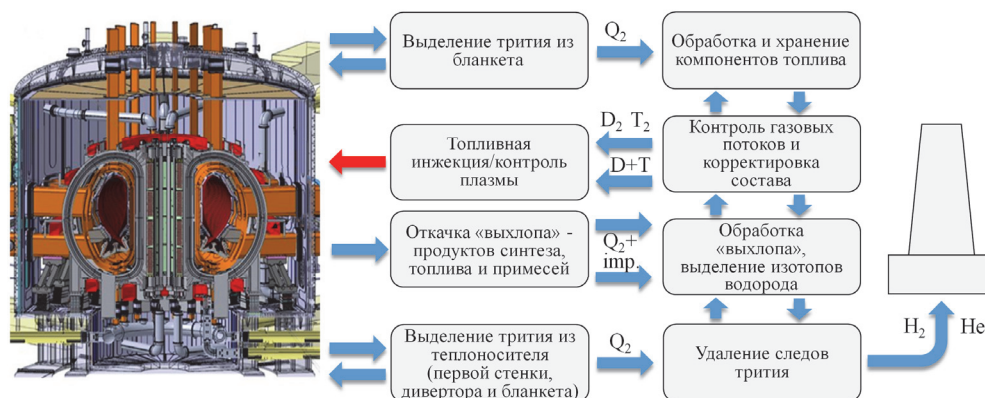 Выделение трития из
бланкета
Q2
Обработка и хранение
компонентов топлива
Топливная
инжекция/контроль
плазмы
D2 T2
D+T
Контроль газовых
потоков и
корректировка
состава
Откачка «выхлопа» -
продуктов синтеза,
топлива и примесей
Q2+
imp.
Обработка
«выхлопа»,
выделение изотопов
водорода
Выделение трития из
теплоносителя
(первой стенки,
дивертора и бланкета)
Q2
Удаление следов
трития
H2 He